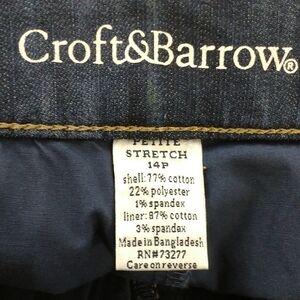 Croft&Barrow®
PETITE
STRETCH
14P
shell: 77% cotton
22% polyester
1% spandex
liner: 87% cotton
3% spandex
Made in Bangladesh
RN#73277
Care on reverse